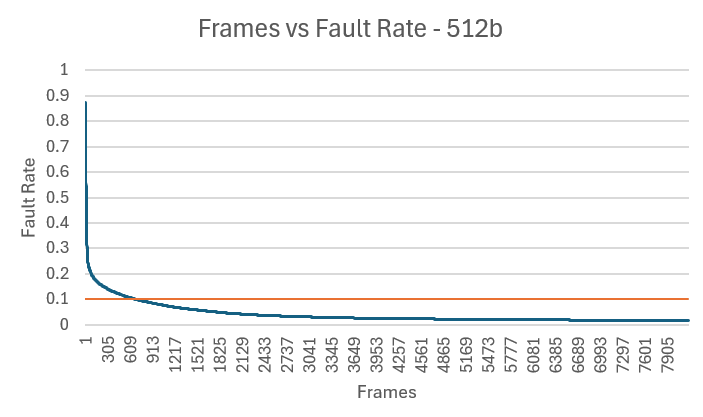 Frames vs Fault Rate - 512b
1
0.9
0.8
0.7
0.6
0.5
0.4
0.3
0.2
0.1
0
Fault Rate
1 305 609 913 1217 1521 1825 2129 2433 2737 3041 3345 3649 3953 4257 4561 4865 5169 5473 5777 6081 6385 6689 6993 7297 7601 7905
Frames